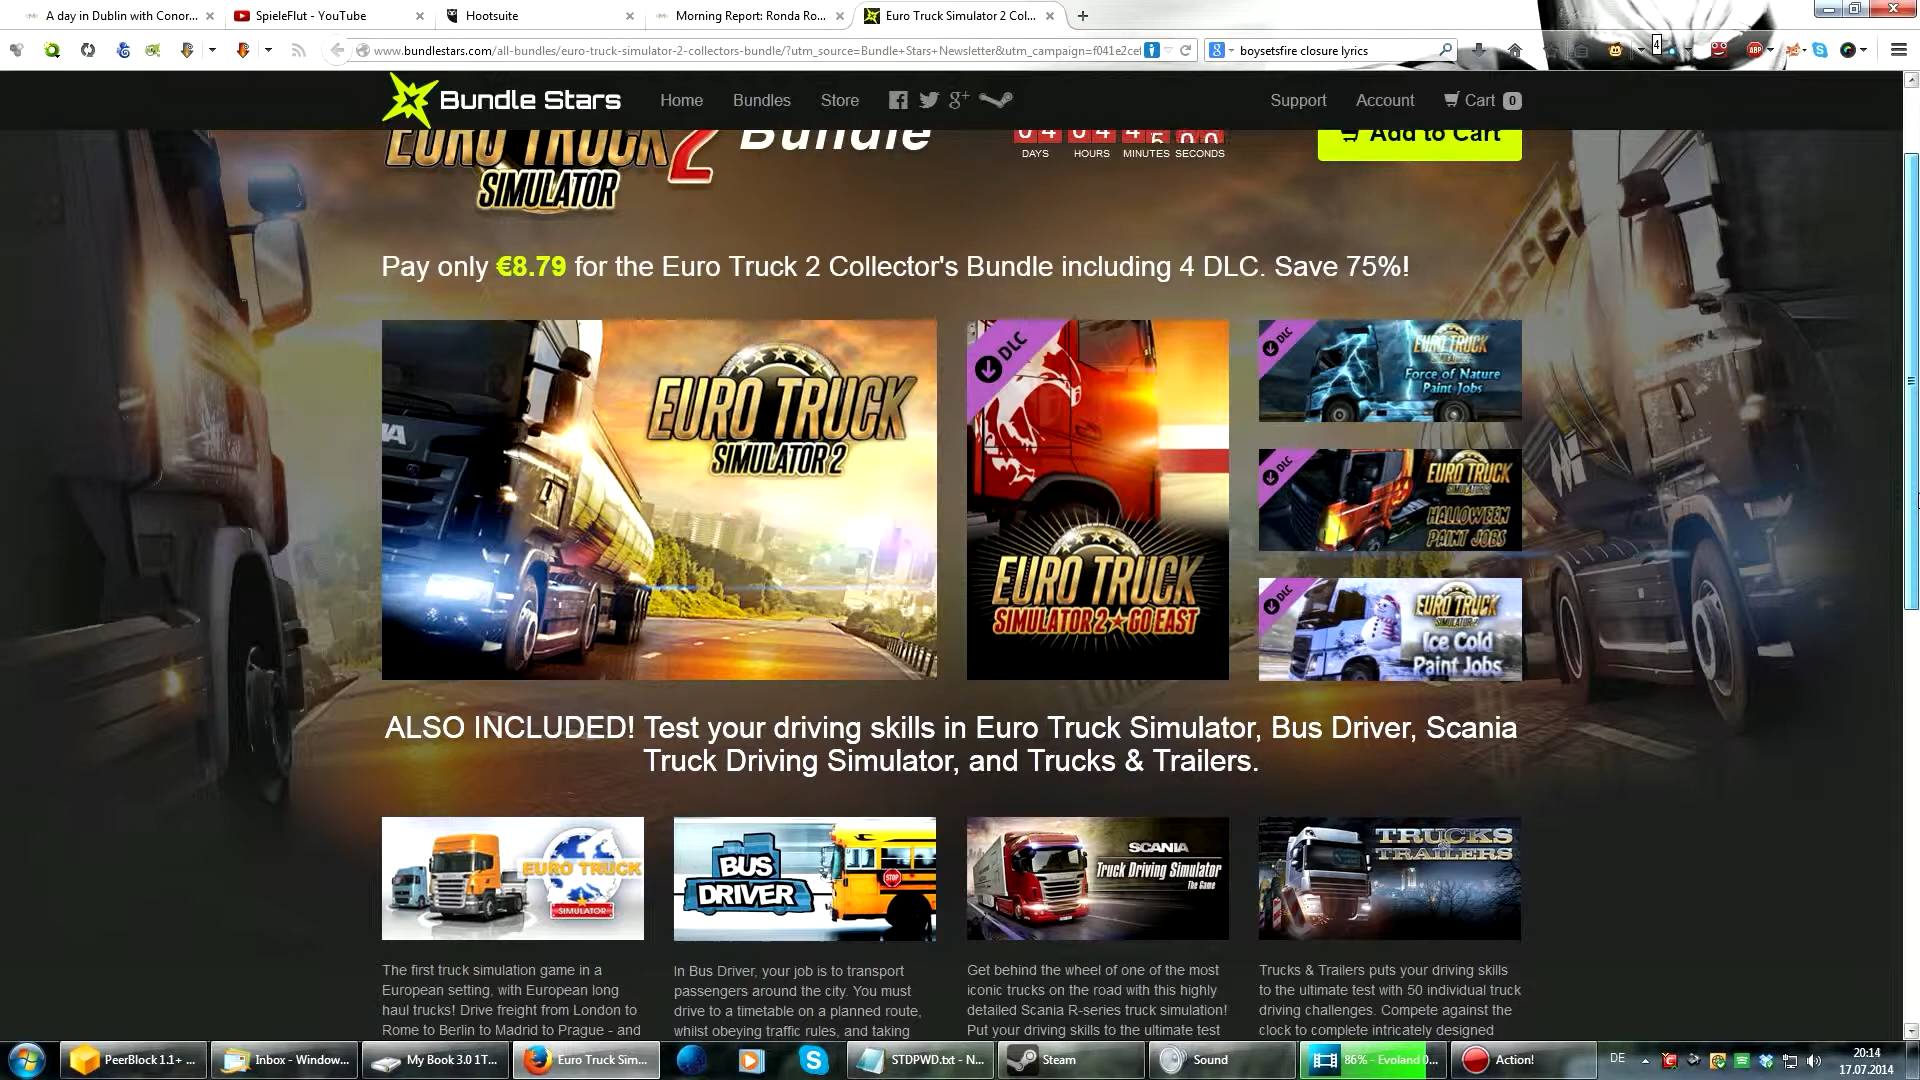 A day in Dublin with Conor...
SpieleFlut - YouTube
Hootsuite
Morning Report: Ronda Ro...
Euro Truck Simulator 2 Col...
www.bundlestars.com/all-bundles/euro-truck-simulator-2-collectors-bundle/?utm_source=Bundle+Stars+Newsletter&utm_campaign=f041e2cef
boysetsfire closure lyrics
4
ABP
Bundle Stars
Home
Bundles
Store
Support
Account
Cart 0
EURO TRUCK 2
SIMULATOR
Bundle
DAYS HOURS MINUTES SECONDS
Add to Cart
Pay only €8.79 for the Euro Truck 2 Collector's Bundle including 4 DLC. Save 75%!
EURO TRUCK
SIMULATOR 2
DLC
EURO TRUCK
SIMULATOR 2 ★ GO EAST
DLC
EURO TRUCK
Force of Nature
Paint Jobs
DLC
EURO TRUCK
SIMULATOR 2
HALLOWEEN
PAINT JOBS
DLC
EURO TRUCK
Ice Cold
Paint Jobs
ALSO INCLUDED! Test your driving skills in Euro Truck Simulator, Bus Driver, Scania
Truck Driving Simulator, and Trucks & Trailers.
EURO TRUCK
SIMULATOR
BUS
DRIVER
STOP
SCANIA
Truck Driving Simulator
The Game
TRUCKS
& TRAILERS
The first truck simulation game in a
European setting, with European long
haul trucks! Drive freight from London to
Rome to Berlin to Madrid to Prague - and
In Bus Driver, your job is to transport
passengers around the city. You must
drive to a timetable on a planned route,
whilst obeying traffic rules, and taking
Get behind the wheel of one of the most
iconic trucks on the road with this highly
detailed Scania R-series truck simulation!
Put your driving skills to the ultimate test
Trucks & Trailers puts your driving skills
to the ultimate test with 50 individual truck
driving challenges. Compete against the
clock to complete intricately designed
PeerBlock 1.1+ ...
Inbox - Window...
My Book 3.0 1T...
Euro Truck Sim...
STDPWD.txt - N...
Steam
Sound
86% - Evoland 0...
Action!
DE
20:14
17.07.2014